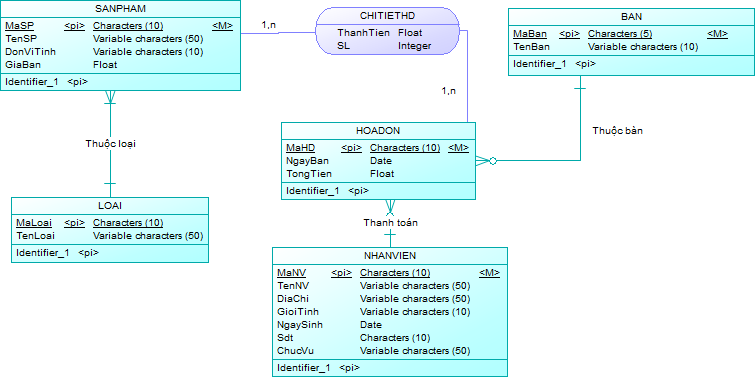 SANPHAM
MaSP <pi> Characters (10) <M>
TenSP Variable characters (50)
DonViTinh Variable characters (10)
GiaBan Float
Identifier_1 <pi>
1,n
CHITIETHD
ThanhTien Float
SL Integer
1,n
BAN
MaBan <pi> Characters (5) <M>
TenBan Variable characters (10)
Identifier_1 <pi>
Thuộc loại
Thuộc bàn
HOADON
MaHD <pi> Characters (10) <M>
NgayBan Date
TongTien Float
Identifier_1 <pi>
LOAI
MaLoai <pi> Characters (10)
TenLoai Variable characters (50)
Identifier_1 <pi>
Thanh toán
NHANVIEN
MaNV <pi> Characters (10) <M>
TenNV Variable characters (50)
DiaChi Variable characters (50)
GioiTinh Variable characters (10)
NgaySinh Date
Sdt Characters (10)
ChucVu Variable characters (50)
Identifier_1 <pi>